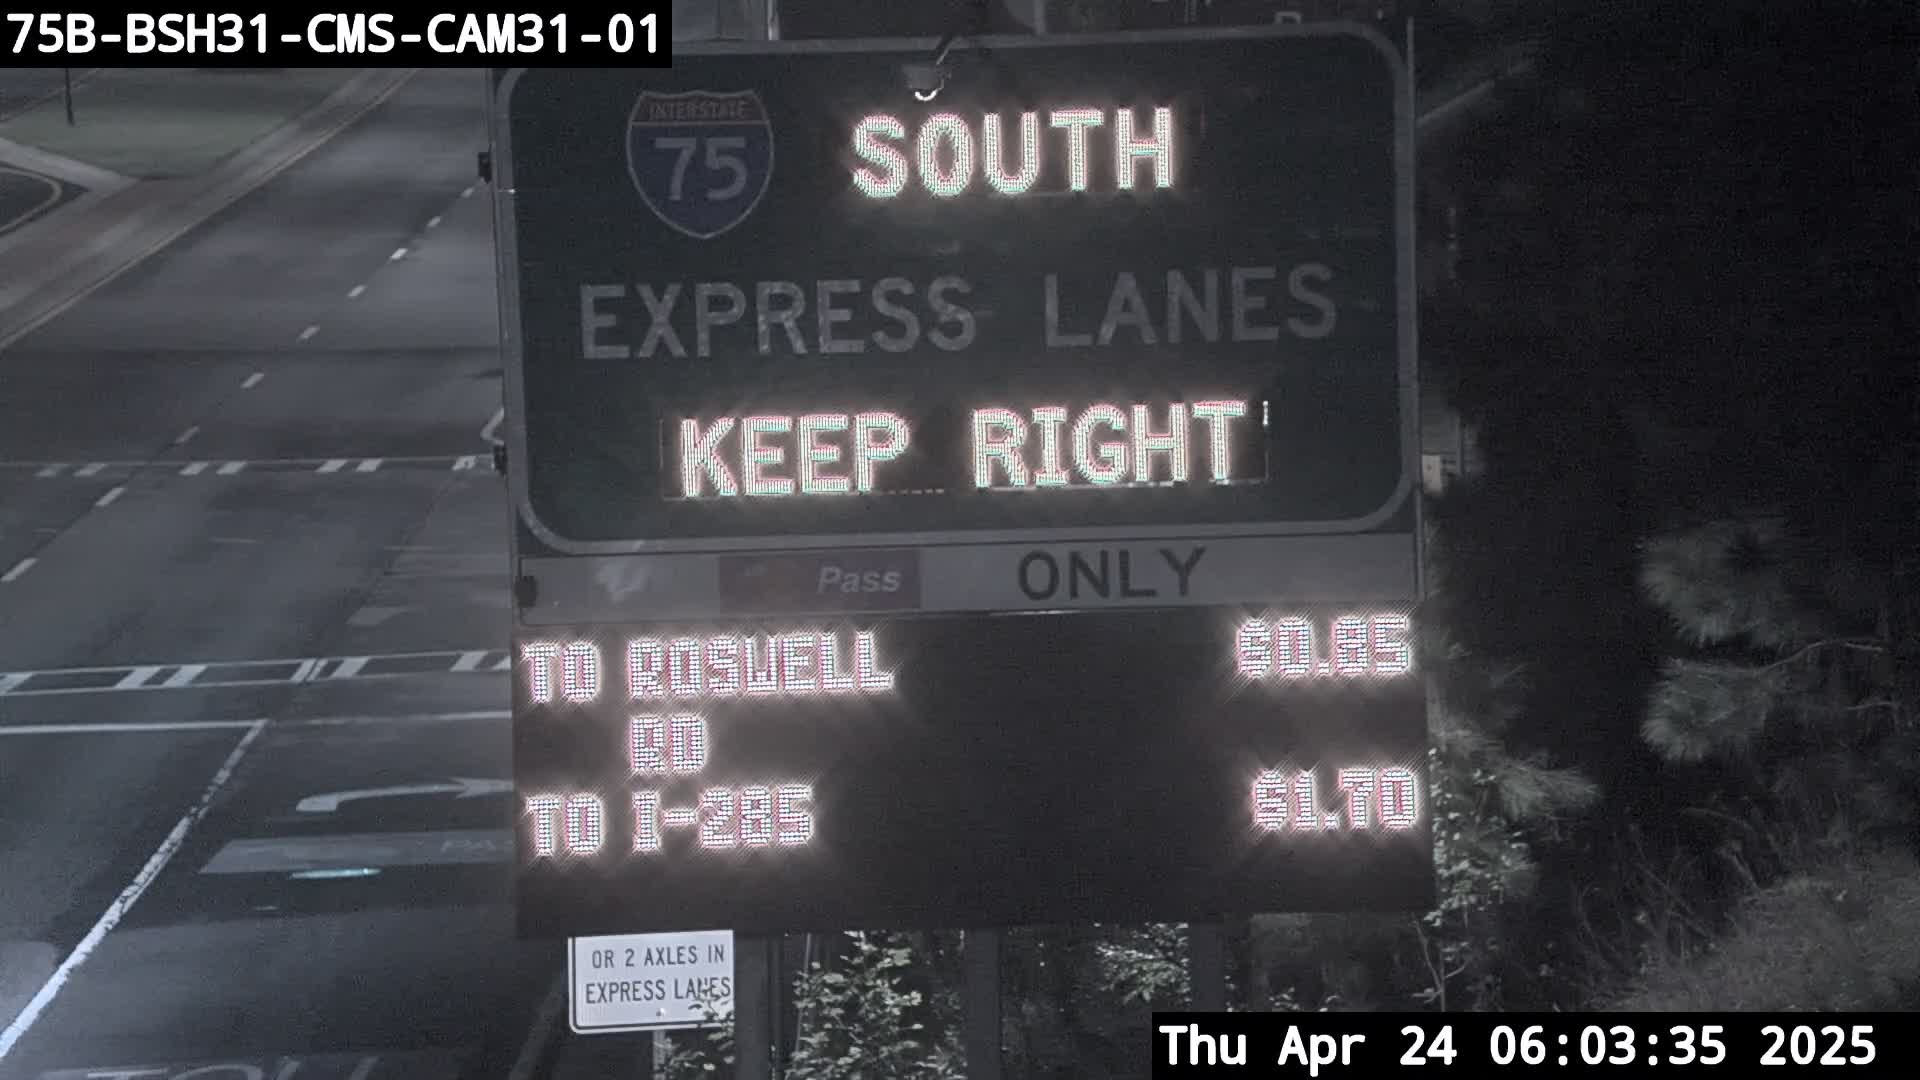 75B-BSH31-CMS-CAM31-01
INTERSTATE
75
SOUTH
EXPRESS LANES
KEEP RIGHT
Pass ONLY
TO ROSWELL $0.85
RD
TO I-285 $1.70
OR 2 AXLES IN
EXPRESS LANES
TOLL
Thu Apr 24 06:03:35 2025